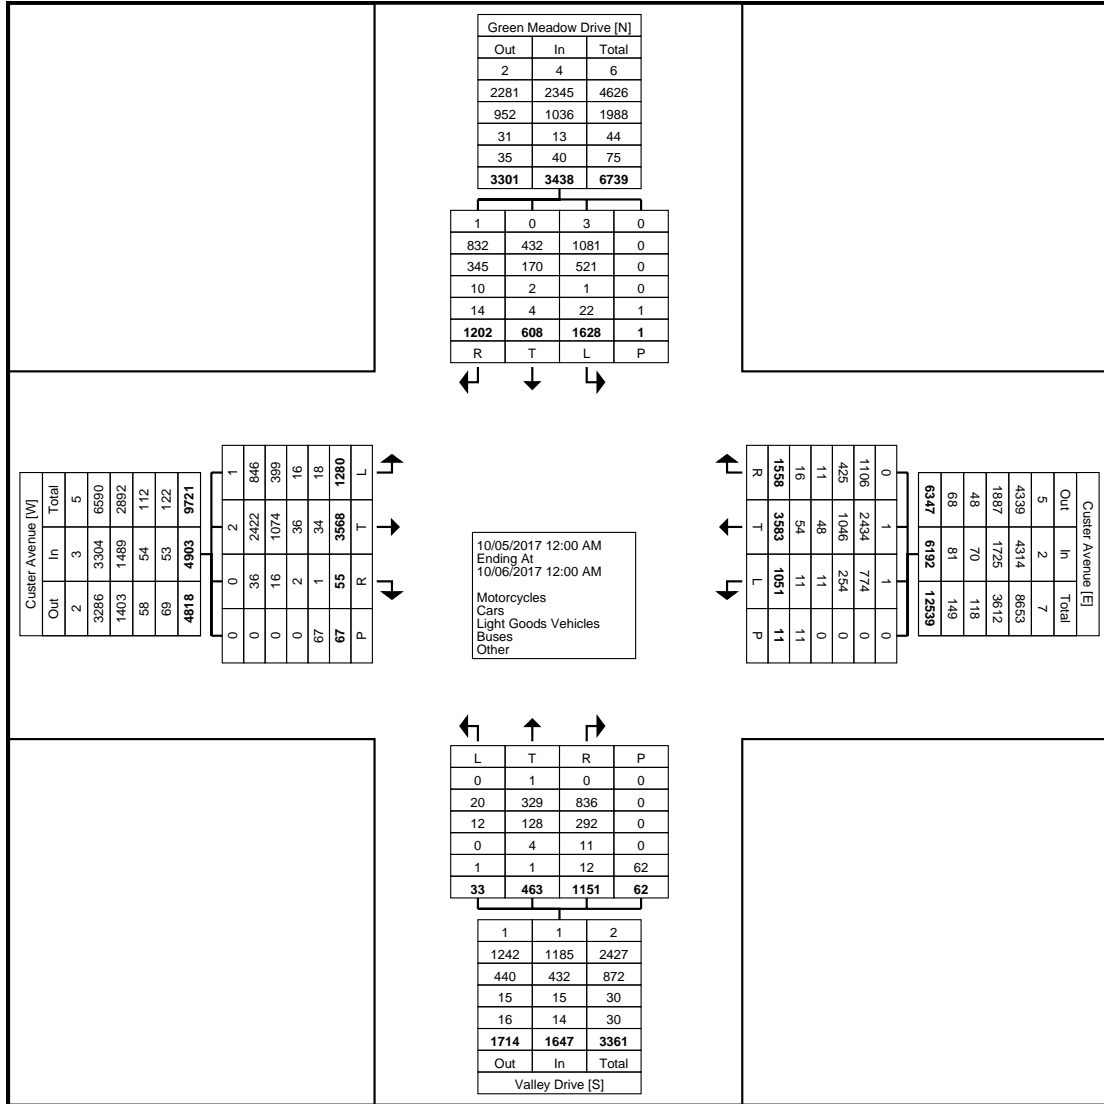 Green Meadow Drive [N]
Out In Total
2 4 6
2281 2345 4626
952 1036 1988
31 13 44
35 40 75
3301 3438 6739
1 0 3 0
832 432 1081 0
345 170 521 0
10 2 1 0
14 4 22 1
1202 608 1628 1
R T L P
Custer Avenue [W]
Total 5 6590 2892 112 122 9721
In 3 3304 1489 54 53 4903
Out 2 3286 1403 58 69 4818
1 846 399 16 18 1280 L
2 2422 1074 36 34 3568 T
0 36 16 2 1 55 R
0 0 0 0 67 67 P
10/05/2017 12:00 AM
Ending At
10/06/2017 12:00 AM
Motorcycles
Cars
Light Goods Vehicles
Buses
Other
R 1558 16 11 425 1106 0
T 3583 54 48 1046 2434 1
L 1051 11 11 254 774 1
P 11 11 0 0 0 0
6347 68 48 1887 4339 5 Out
6192 81 70 1725 4314 2 In
12539 149 118 3612 8653 7 Total
Custer Avenue [E]
L T R P
0 1 0 0
20 329 836 0
12 128 292 0
0 4 11 0
1 1 12 62
33 463 1151 62
1 1 2
1242 1185 2427
440 432 872
15 15 30
16 14 30
1714 1647 3361
Out In Total
Valley Drive [S]